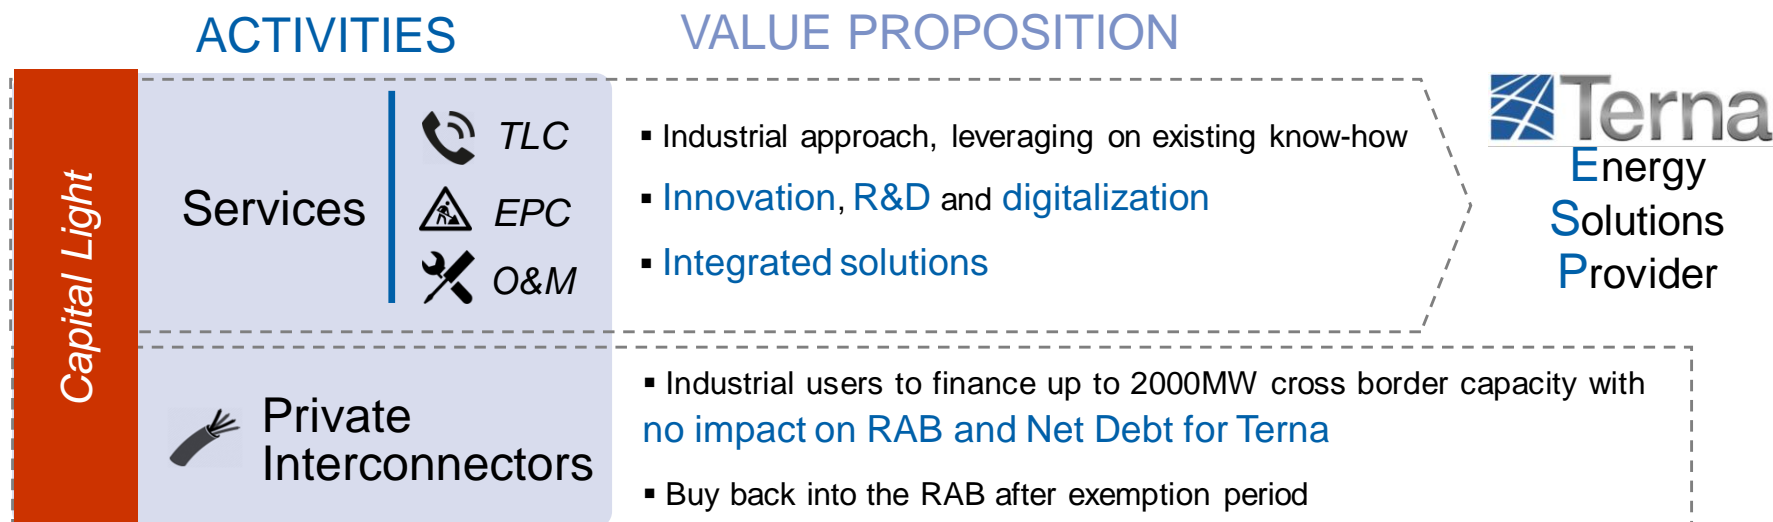 ACTIVITIES
VALUE PROPOSITION
Capital Light
Services
TLC
EPC
O&M
▪ Industrial approach, leveraging on existing know-how
▪ Innovation, R&D and digitalization
▪ Integrated solutions
Terna
Energy
Solutions
Provider
Private
Interconnectors
▪ Industrial users to finance up to 2000MW cross border capacity with
no impact on RAB and Net Debt for Terna
▪ Buy back into the RAB after exemption period